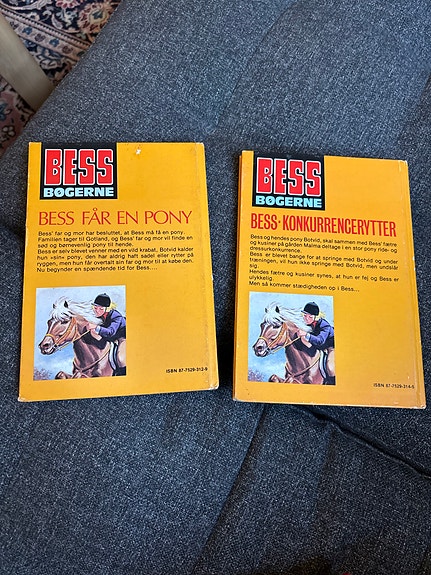 BESS
BØGERNE
BESS FÅR EN PONY
Bess' far og mor har besluttet, at Bess må få en pony.
Familien tager til Gotland, og Bess' far og mor vil finde en
sød og børnevenlig pony til hende.
Bess er selv blevet venner med en vild krabat, Botvid kalder
hun »sin« pony, den har aldrig haft sadel eller rytter på
ryggen, men hun får overtalt sin far og mor til at købe den.
Nu begynder en spændende tid for Bess...
ISBN 87-7529-312-9
BESS
BØGERNE
BESS·KONKURRENCERYTTER
Bess og hendes pony Botvid, skal sammen med Bess' fætre
og kusiner på gården Malma deltage i en stor pony ride- og
dressurkonkurrence.
Bess er blevet bange for at springe med Botvid og under
træningen, vil hun ikke springe med Botvid, men undslår
sig.
Hendes fætre og kusiner synes, at hun er fej og Bess er
ulykkelig.
Men så kommer stædigheden op i Bess...
ISBN 87-7529-314-5